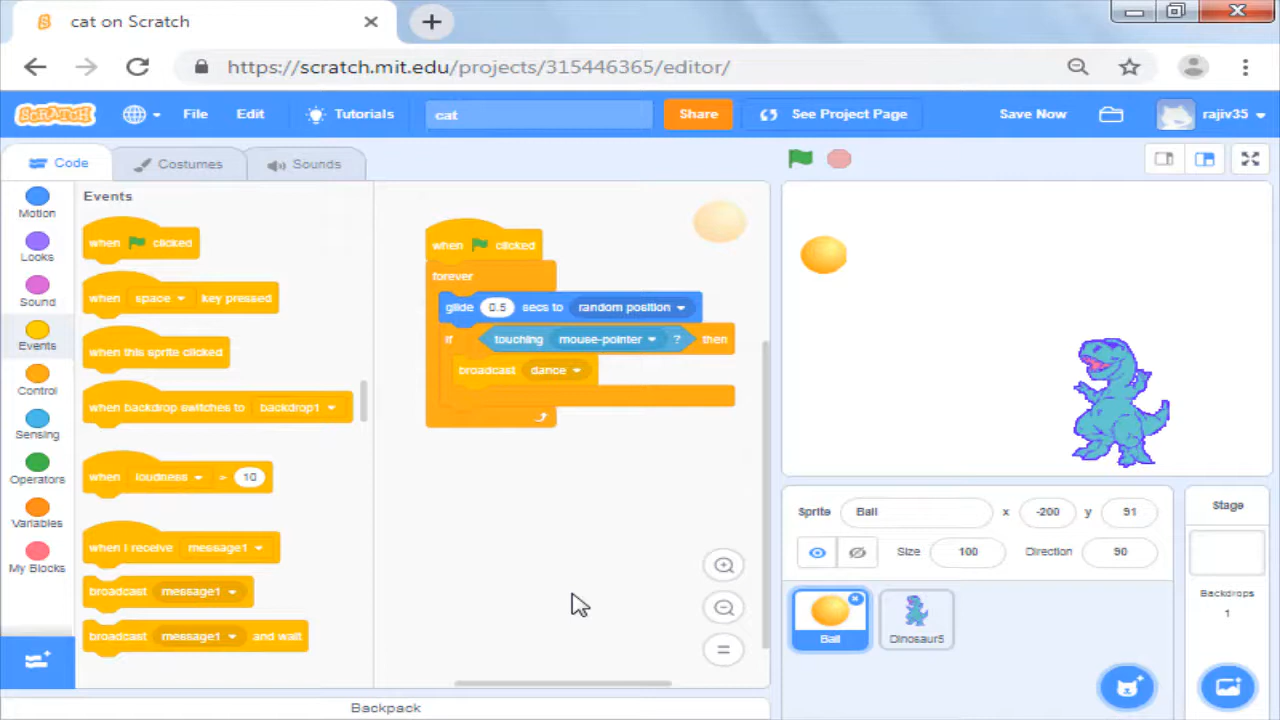 cat on Scratch
https://scratch.mit.edu/projects/315446365/editor/
SCRATCH File Edit Tutorials cat Share See Project Page Save Now rajiv35
Code Costumes Sounds
Motion
Looks
Sound
Events
Control
Sensing
Operators
Variables
My Blocks
Events
when clicked
when space key pressed
when this sprite clicked
when backdrop switches to backdrop1
when loudness > 10
when I receive message1
broadcast message1
broadcast message1 and wait
when clicked
forever
glide 0.5 secs to random position
if touching mouse-pointer ? then
broadcast dance
Sprite Ball x -200 y 91
Size 100 Direction 90
Ball
Dinosaur5
Stage
Backdrops
1
Backpack